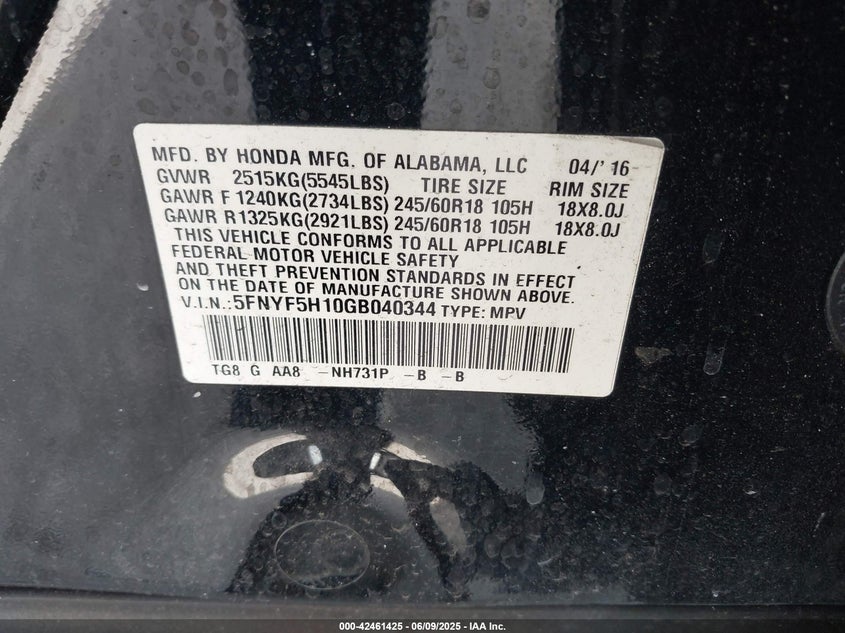 MFD. BY HONDA MFG. OF ALABAMA, LLC 04/'16
GVWR 2515KG(5545LBS) TIRE SIZE RIM SIZE
GAWR F 1240KG(2734LBS) 245/60R18 105H 18X8.0J
GAWR R1325KG(2921LBS) 245/60R18 105H 18X8.0J
THIS VEHICLE CONFORMS TO ALL APPLICABLE
FEDERAL MOTOR VEHICLE SAFETY
AND THEFT PREVENTION STANDARDS IN EFFECT
ON THE DATE OF MANUFACTURE SHOWN ABOVE.
V.I.N.:5FNYF5H10GB040344 TYPE: MPV
TG8 G AA8 -NH731P -B -B
000-42461425 | 06/09/2025 - IAA Inc.